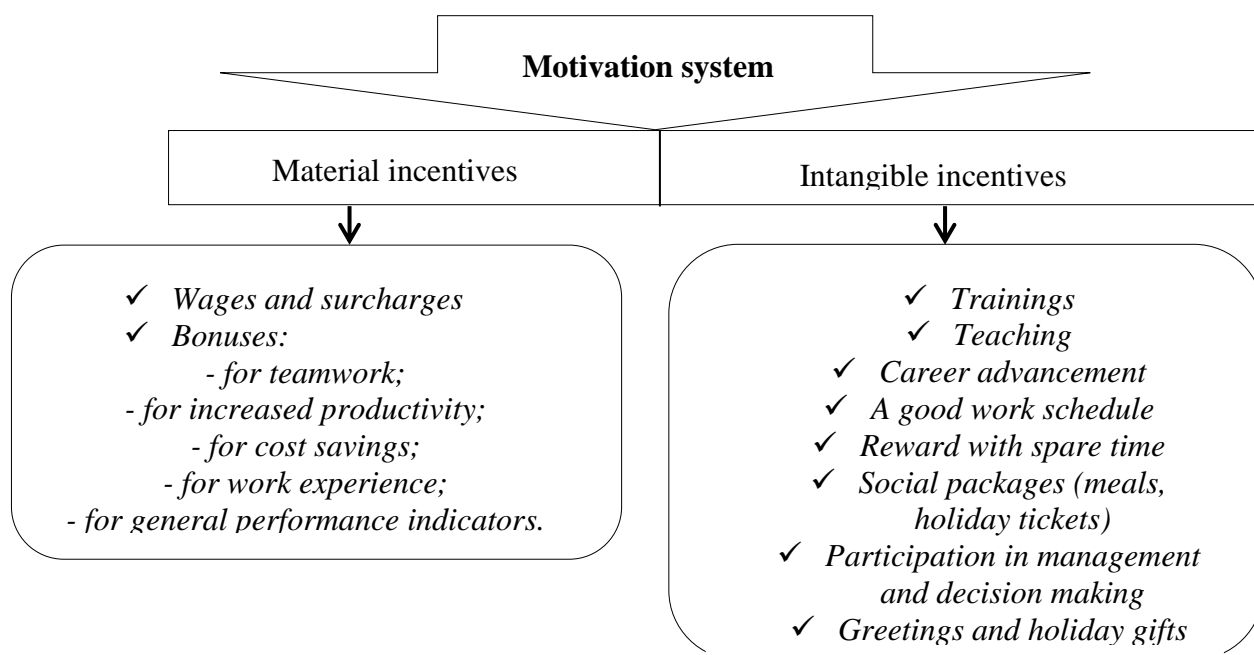 Motivation system
Material incentives
Intangible incentives
✓ Wages and surcharges
✓ Bonuses:
- for teamwork;
- for increased productivity;
- for cost savings;
- for work experience;
- for general performance indicators.
✓ Trainings
✓ Teaching
✓ Career advancement
✓ A good work schedule
✓ Reward with spare time
✓ Social packages (meals,
holiday tickets)
✓ Participation in management
and decision making
✓ Greetings and holiday gifts